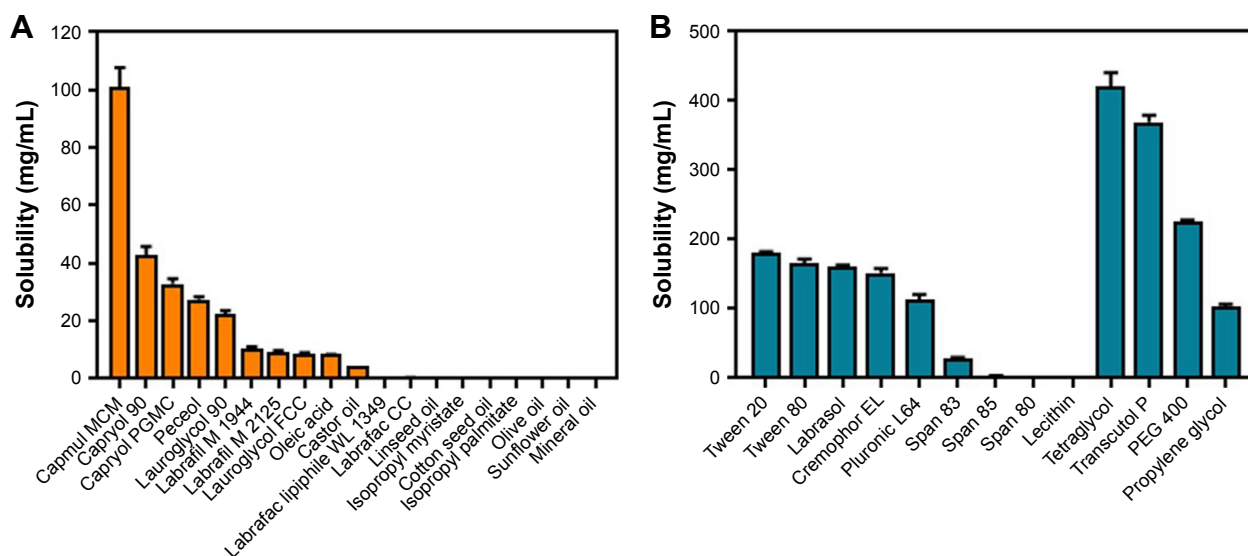 A
Solubility (mg/mL)
120
100
80
60
40
20
0
Capmul MCM
Capryol 90
Capryol PGMC
Peceol
Lauroglycol 90
Labrafil M 1944
Labrafil M 2125
Lauroglycol FCC
Oleic acid
Castor oil
Labrafac lipiphile WL 1349
Labrafac CC
Linseed oil
Isopropyl myristate
Cotton seed oil
Isopropyl palmitate
Olive oil
Sunflower oil
Mineral oil
B
Solubility (mg/mL)
500
400
300
200
100
0
Tween 20
Tween 80
Labrasol
Cremophor EL
Pluronic L64
Span 83
Span 85
Span 80
Lecithin
Tetraglycol
Transcutol P
PEG 400
Propylene glycol